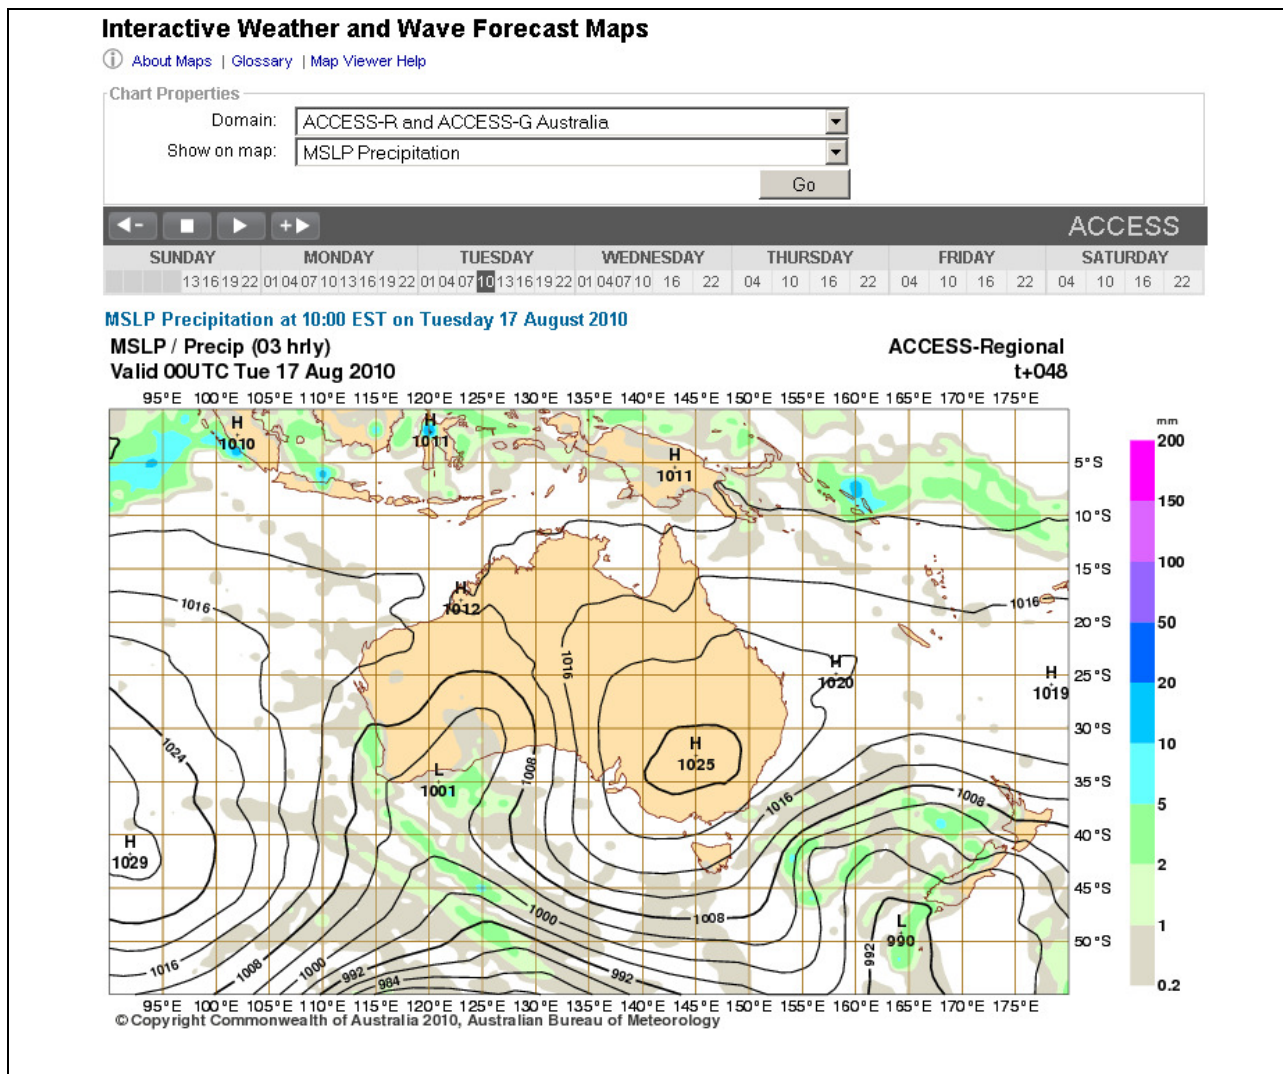 Interactive Weather and Wave Forecast Maps
About Maps | Glossary | Map Viewer Help
Chart Properties
Domain: ACCESS-R and ACCESS-G Australia
Show on map: MSLP Precipitation
Go
ACCESS
SUNDAY MONDAY TUESDAY WEDNESDAY THURSDAY FRIDAY SATURDAY
13 16 19 22 01 04 07 10 13 16 19 22 01 04 07 10 13 16 19 22 01 04 07 10 16 22 04 10 16 22 04 10 16 22 04 10 16 22
MSLP Precipitation at 10:00 EST on Tuesday 17 August 2010
MSLP / Precip (03 hrly) ACCESS-Regional
Valid 00UTC Tue 17 Aug 2010 t+048
95°E 100°E 105°E 110°E 115°E 120°E 125°E 130°E 135°E 140°E 145°E 150°E 155°E 160°E 165°E 170°E 175°E
mm
H H
1010 1011 200
H
1011 5°S
150
10°S
100
15°S
H
1012
1016 1016
50
20°S
1016
H H
1020 1019 25°S
20
30°S
1024 H
1025 1008 10
L
1001 1008 1016 1008 35°S
5
H
1029 40°S
2
45°S
1000 1008 L
990 1
50°S
1016 1008 1000 992 984 992 992
0.2
95°E 100°E 105°E 110°E 115°E 120°E 125°E 130°E 135°E 140°E 145°E 150°E 155°E 160°E 165°E 170°E 175°E
© Copyright Commonwealth of Australia 2010, Australian Bureau of Meteorology